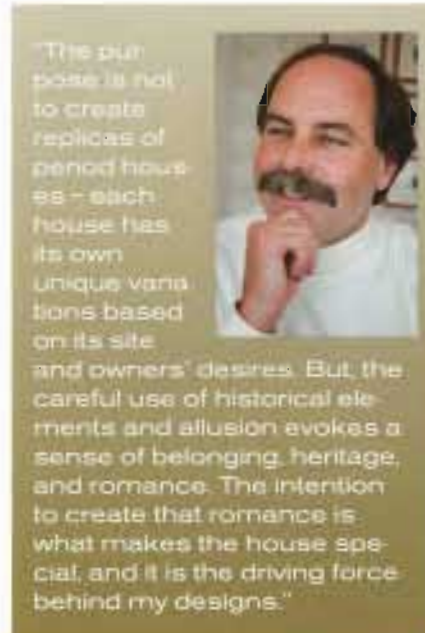 "The pur-
pose is not
to create
replicas of
period hous-
es – each
house has
its own
unique varia
tions based
on its site
and owners' desires. But, the
careful use of historical ele-
ments and allusion evokes a
sense of belonging, heritage,
and romance. The intention
to create that romance is
what makes the house spe-
cial, and it is the driving force
behind my designs."